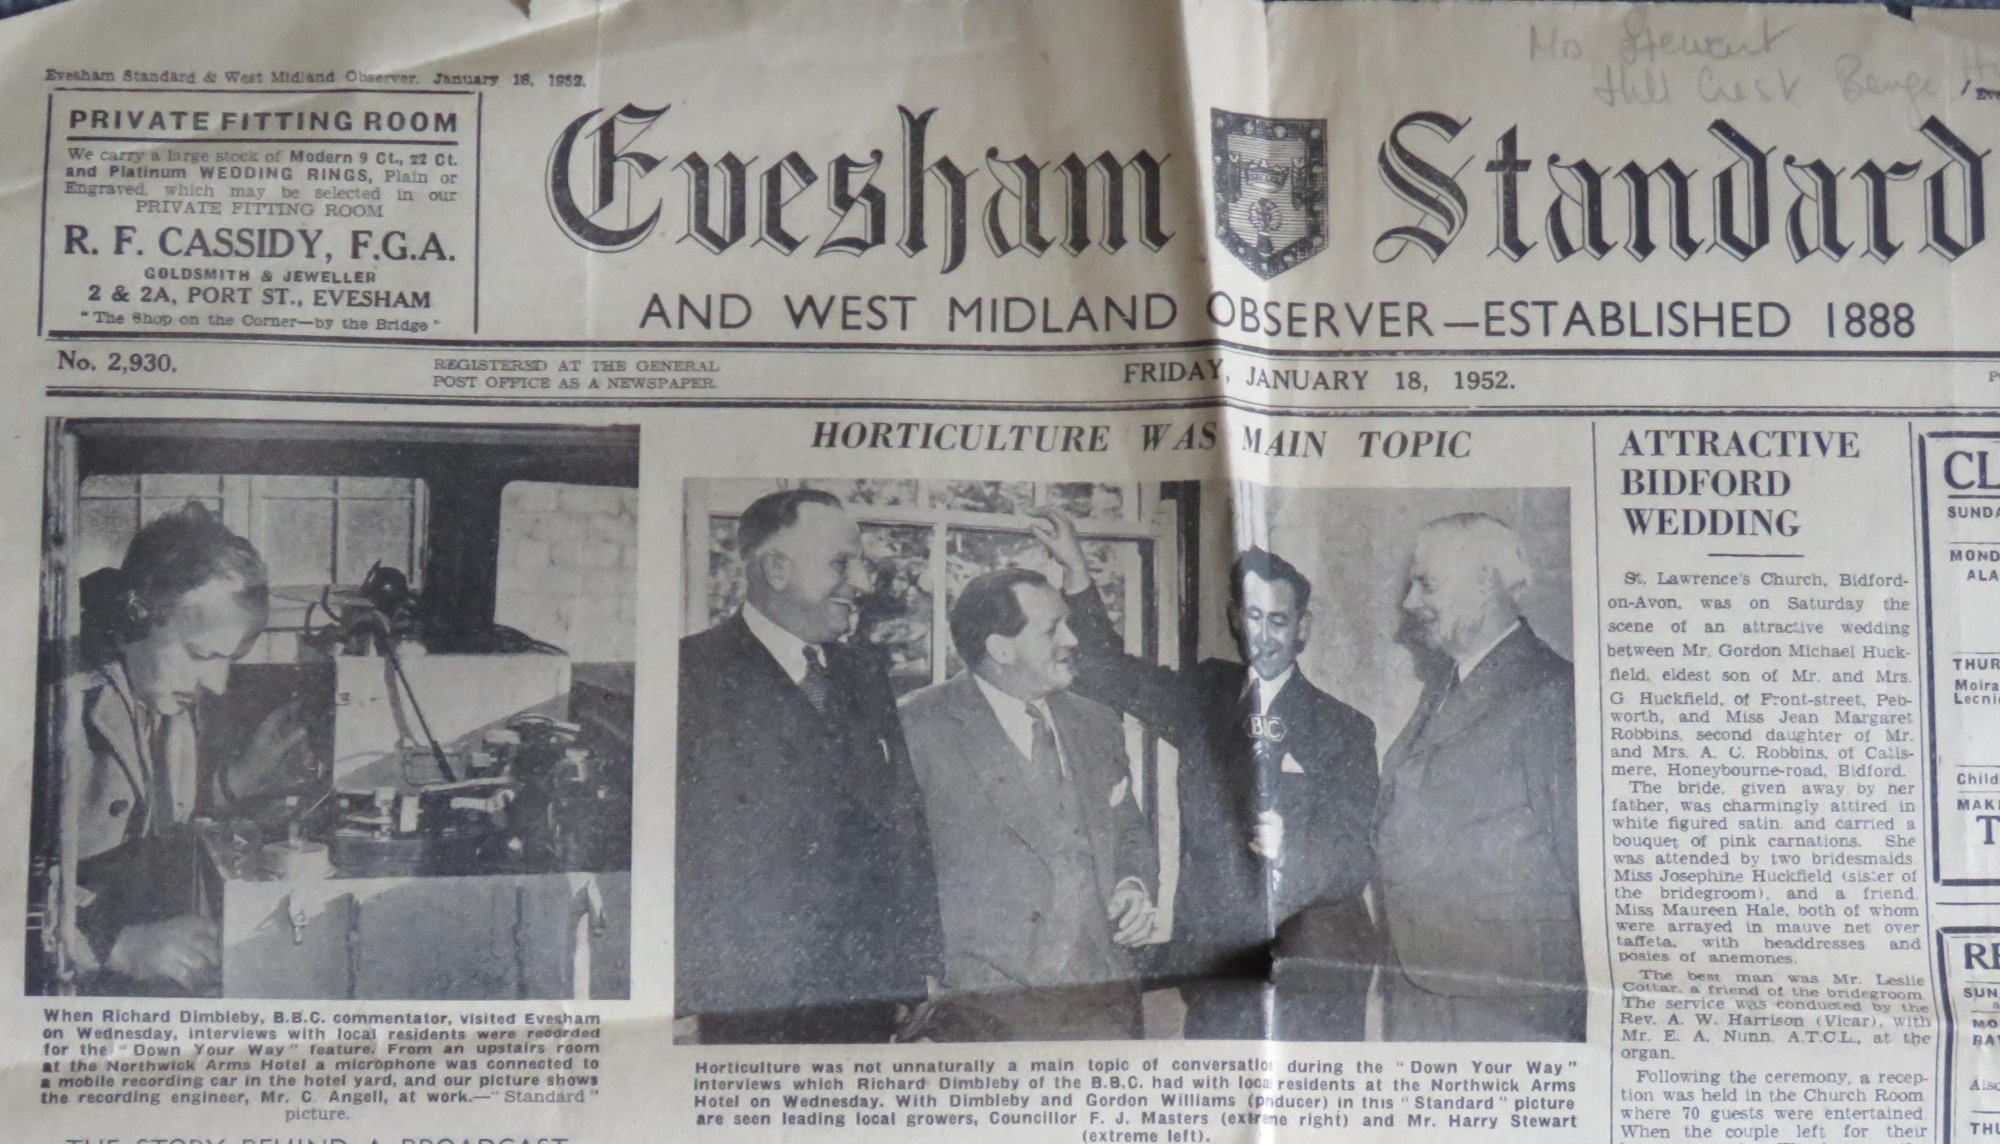 Mr Stewart
Hill Crest Benge
Evesham Standard & West Midland Observer. January 18, 1952.
PRIVATE FITTING ROOM
We carry a large stock of Modern 9 Ct., 22 Ct.
and Platinum WEDDING RINGS, Plain or
Engraved, which may be selected in our
PRIVATE FITTING ROOM
R. F. CASSIDY, F.G.A.
GOLDSMITH & JEWELLER
2 & 2A, PORT ST., EVESHAM
"The Shop on the Corner—by the Bridge"
Evesham Standard
AND WEST MIDLAND OBSERVER—ESTABLISHED 1888
No. 2,930.
REGISTERED AT THE GENERAL
POST OFFICE AS A NEWSPAPER.
FRIDAY, JANUARY 18, 1952.
BBC
When Richard Dimbleby, B.B.C. commentator, visited Evesham
on Wednesday, interviews with local residents were recorded
for the "Down Your Way" feature. From an upstairs room
at the Northwick Arms Hotel a microphone was connected to
a mobile recording car in the hotel yard, and our picture shows
the recording engineer, Mr. C. Angell, at work.—"Standard"
picture.
THE STORY BEHIND A BROADCAST
HORTICULTURE WAS MAIN TOPIC
Horticulture was not unnaturally a main topic of conversation during the "Down Your Way"
interviews which Richard Dimbleby of the B.B.C. had with local residents at the Northwick Arms
Hotel on Wednesday. With Dimbleby and Gordon Williams (producer) in this "Standard" picture
are seen leading local growers, Councillor F. J. Masters (extreme right) and Mr. Harry Stewart
(extreme left).
ATTRACTIVE
BIDFORD
WEDDING
St. Lawrence's Church, Bidford-
on-Avon, was on Saturday the
scene of an attractive wedding
between Mr. Gordon Michael Huck-
field, eldest son of Mr. and Mrs.
G. Huckfield, of Front-street, Peb-
worth, and Miss Jean Margaret
Robbins, second daughter of Mr.
and Mrs. A. C. Robbins, of Catis-
mere, Honeybourne-road, Bidford.
The bride, given away by her
father, was charmingly attired in
white figured satin, and carried a
bouquet of pink carnations. She
was attended by two bridesmaids.
Miss Josephine Huckfield (sister of
the bridegroom), and a friend,
Miss Maureen Hale, both of whom
were arrayed in mauve net over
taffeta, with headdresses and
posies of anemones.
The best man was Mr. Leslie
Cottar, a friend of the bridegroom.
The service was conducted by the
Rev. A. W. Harrison (Vicar), with
Mr. E. A. Nunn, A.T.C.L., at the
organ.
Following the ceremony, a recep-
tion was held in the Church Room
where 70 guests were entertained.
When the couple left for their
CL
SUNDA
MOND
ALA
THUR
Moira
Child
MAK
T
RE
SUN
MO
Also
THU